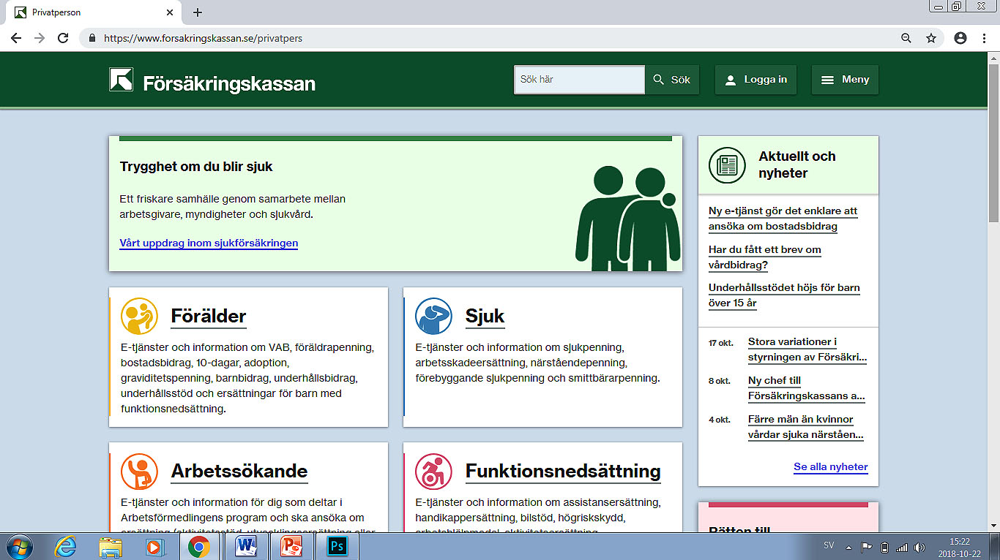 Privatperson
https://www.forsakringskassan.se/privatpers
Försäkringskassan
Sök här
Sök
Logga in
Meny
Trygghet om du blir sjuk
Ett friskare samhälle genom samarbete mellan
arbetsgivare, myndigheter och sjukvård.
Vårt uppdrag inom sjukförsäkringen
Förälder
E-tjänster och information om VAB, föräldrapenning,
bostadsbidrag, 10-dagar, adoption,
graviditetspenning, barnbidrag, underhållsbidrag,
underhållsstöd och ersättningar för barn med
funktionsnedsättning.
Sjuk
E-tjänster och information om sjukpenning,
arbetsskadeersättning, närståendepenning,
förebyggande sjukpenning och smittbärarpenning.
Arbetssökande
E-tjänster och information för dig som deltar i
Arbetsförmedlingens program och ska ansöka om
ersättning (aktivitetsstöd, utvecklingsersättning eller
Funktionsnedsättning
E-tjänster och information om assistansersättning,
handikappersättning, bilstöd, högriskskydd,
arbetshjälpmedel, aktivitetsersättning
Aktuellt och
nyheter
Ny e-tjänst gör det enklare att
ansöka om bostadsbidrag
Har du fått ett brev om
vårdbidrag?
Underhållsstödet höjs för barn
över 15 år
17 okt. Stora variationer i
styrningen av Försäkri...
8 okt. Ny chef till
Försäkringskassans a...
4 okt. Färre män än kvinnor
vårdar sjuka närståen...
Se alla nyheter
Rätten till
W
P
Ps
SV
15:22
2018-10-22